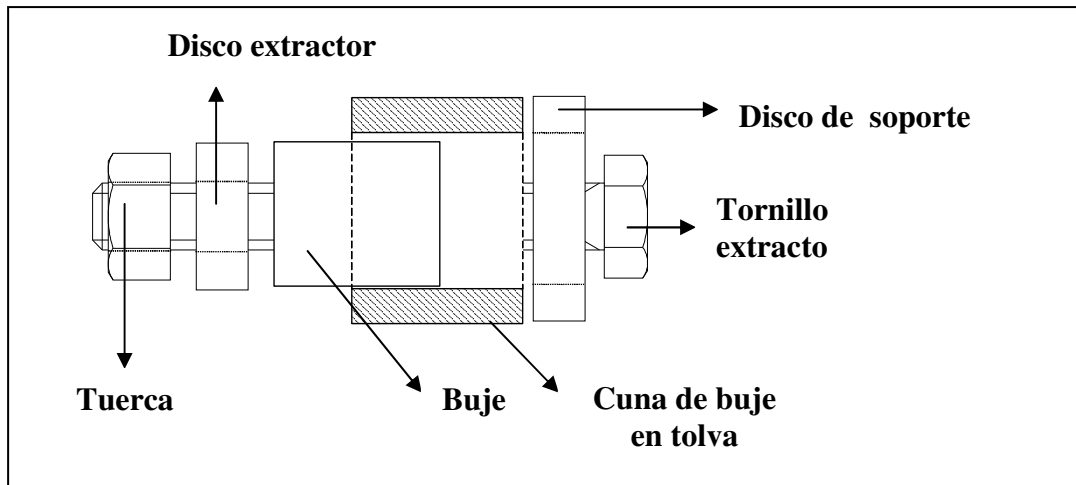 Disco extractor
Disco de soporte
Tornillo
extracto
Tuerca
Buje
Cuna de buje
en tolva